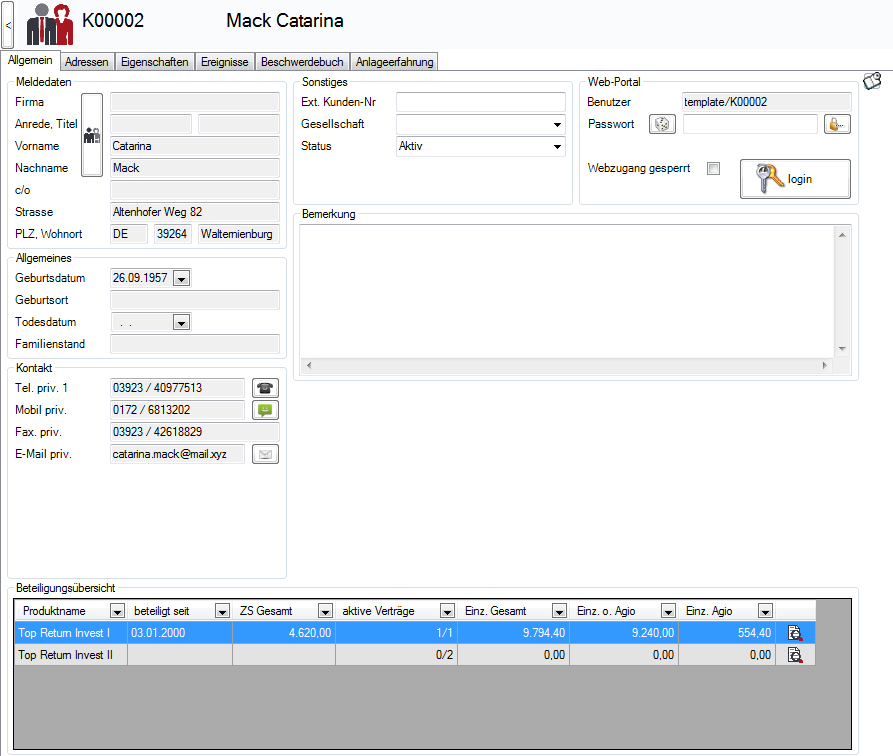 <
K00002 Mack Catarina
Allgemein Adressen Eigenschaften Ereignisse Beschwerdebuch Anlageerfahrung
Meldedaten
Firma
Anrede, Titel
Vorname Catarina
Nachname Mack
c/o
Strasse Altenhofer Weg 82
PLZ, Wohnort DE 39264 Walternienburg
Allgemeines
Geburtsdatum 26.09.1957
Geburtsort
Todesdatum . .
Familienstand
Kontakt
Tel. priv. 1 03923 / 40977513
Mobil priv. 0172 / 6813202
Fax. priv. 03923 / 42618829
E-Mail priv. catarina.mack@mail.xyz
Sonstiges
Ext. Kunden-Nr
Gesellschaft
Status Aktiv
Web-Portal
Benutzer template/K00002
Passwort
Webzugang gesperrt
login
Bemerkung
Beteiligungsübersicht
Produktname beteiligt seit ZS Gesamt aktive Verträge Einz. Gesamt Einz. o. Agio Einz. Agio
Top Return Invest I 03.01.2000 4.620,00 1/1 9.794,40 9.240,00 554,40
Top Return Invest II 0/2 0,00 0,00 0,00